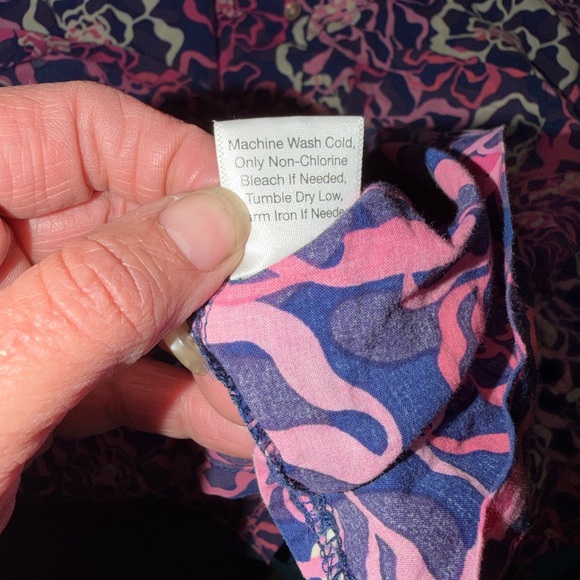 Machine Wash Cold,
Only Non-Chlorine
Bleach If Needed,
Tumble Dry Low,
Iron If Needed